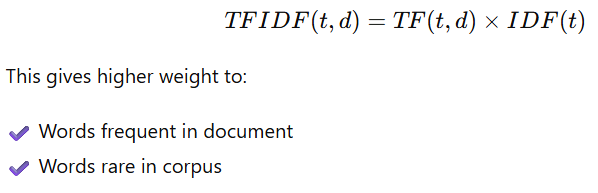 TFIDF(t, d) = TF(t, d) × IDF(t)
This gives higher weight to:
✔ Words frequent in document
✔ Words rare in corpus